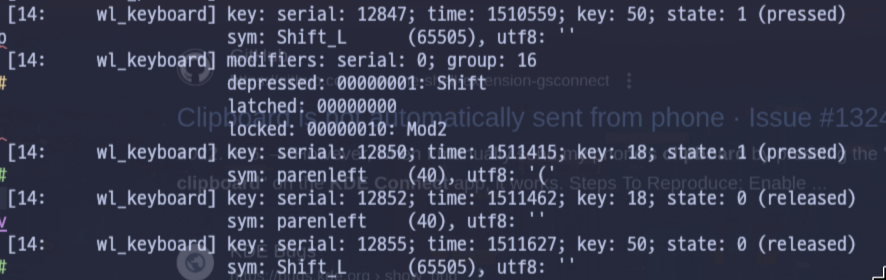 [14: wl_keyboard] key: serial: 12847; time: 1510559; key: 50; state: 1 (pressed)
sym: Shift_L (65505), utf8: ''
[14: wl_keyboard] modifiers: serial: 0; group: 16
depressed: 00000001: Shift
latched: 00000000
locked: 00000010: Mod2
[14: wl_keyboard] key: serial: 12850; time: 1511415; key: 18; state: 1 (pressed)
sym: parenleft (40), utf8: '('
[14: wl_keyboard] key: serial: 12852; time: 1511462; key: 18; state: 0 (released)
sym: parenleft (40), utf8: ''
[14: wl_keyboard] key: serial: 12855; time: 1511627; key: 50; state: 0 (released)
sym: Shift_L (65505), utf8: ''
Clipboard is not automatically sent from phone · Issue #1324
clipboard" on the KDE Connect app, it works. Steps To Reproduce: Enable ...
KDE Bugs